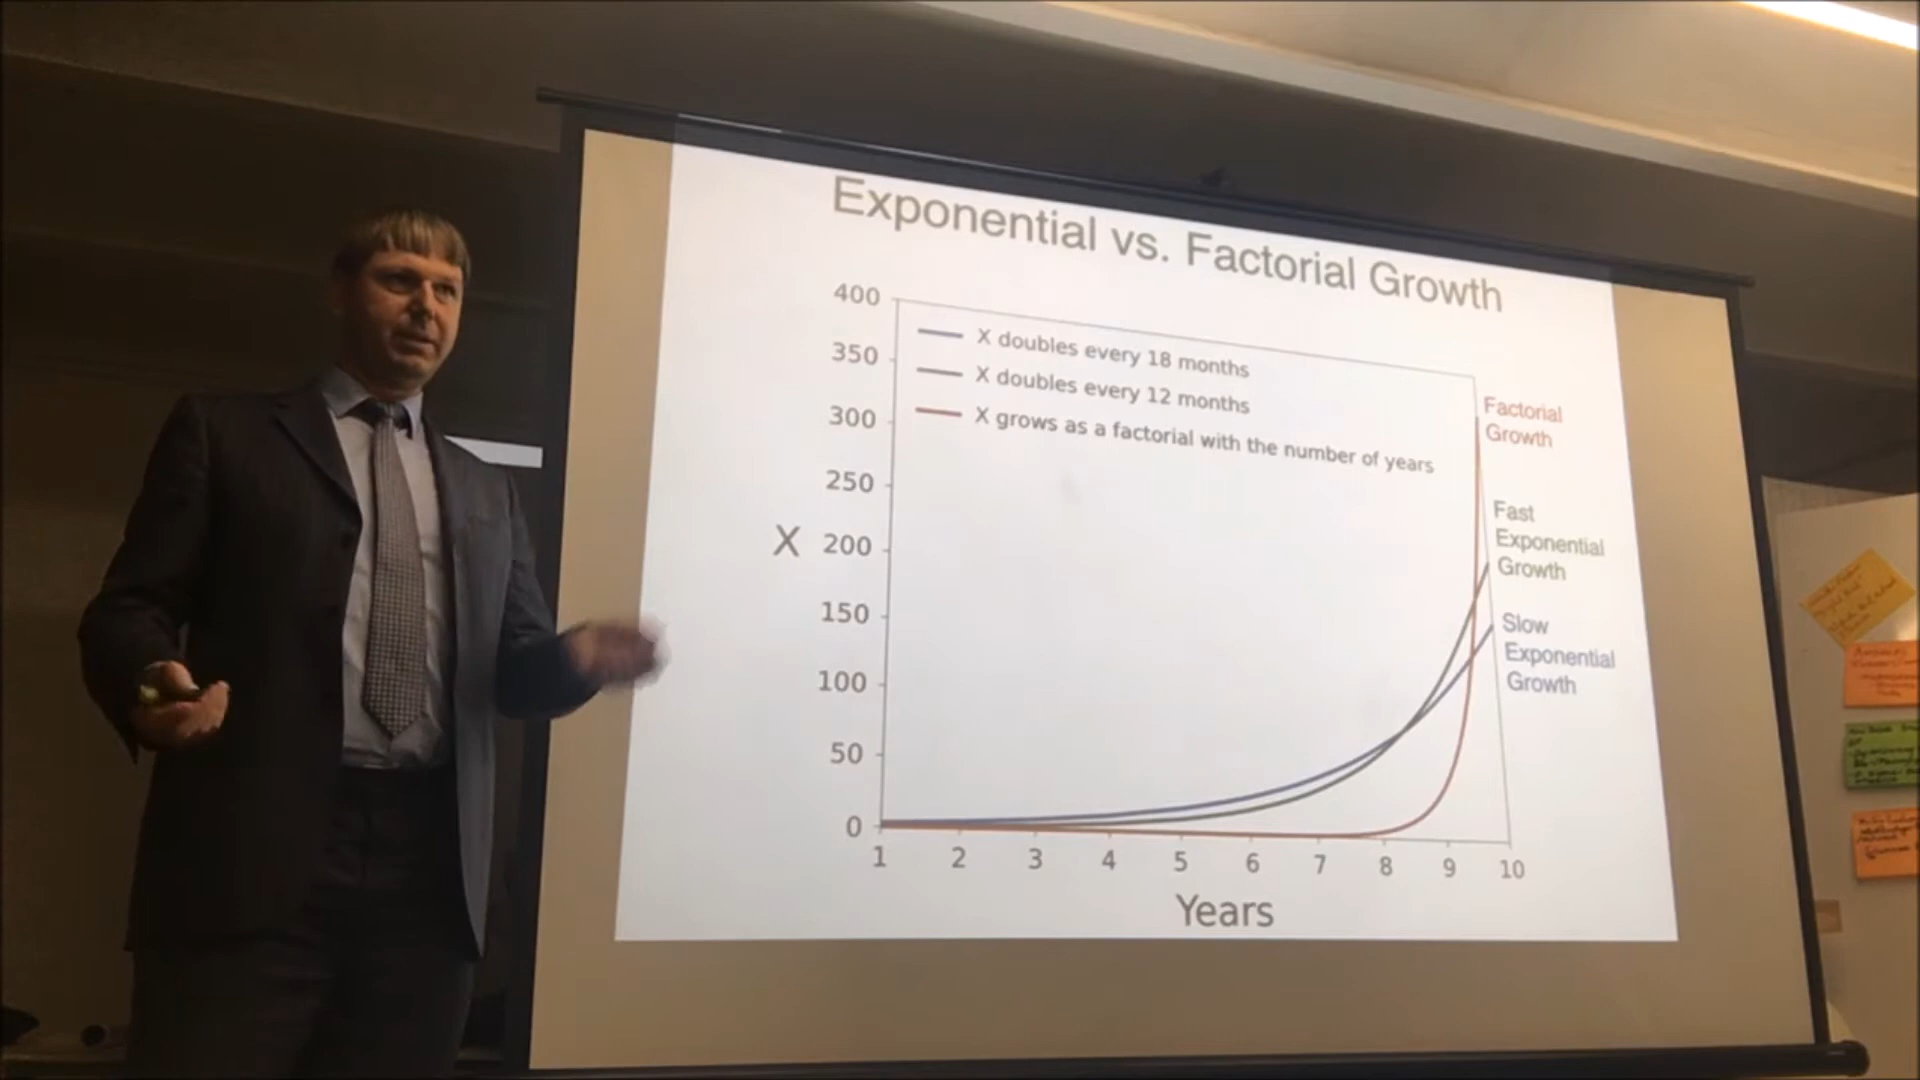 Exponential vs. Factorial Growth
400
350
300
250
200
150
100
50
0
X
X doubles every 18 months
X doubles every 12 months
X grows as a factorial with the number of years
Factorial
Growth
Fast
Exponential
Growth
Slow
Exponential
Growth
1 2 3 4 5 6 7 8 9 10
Years